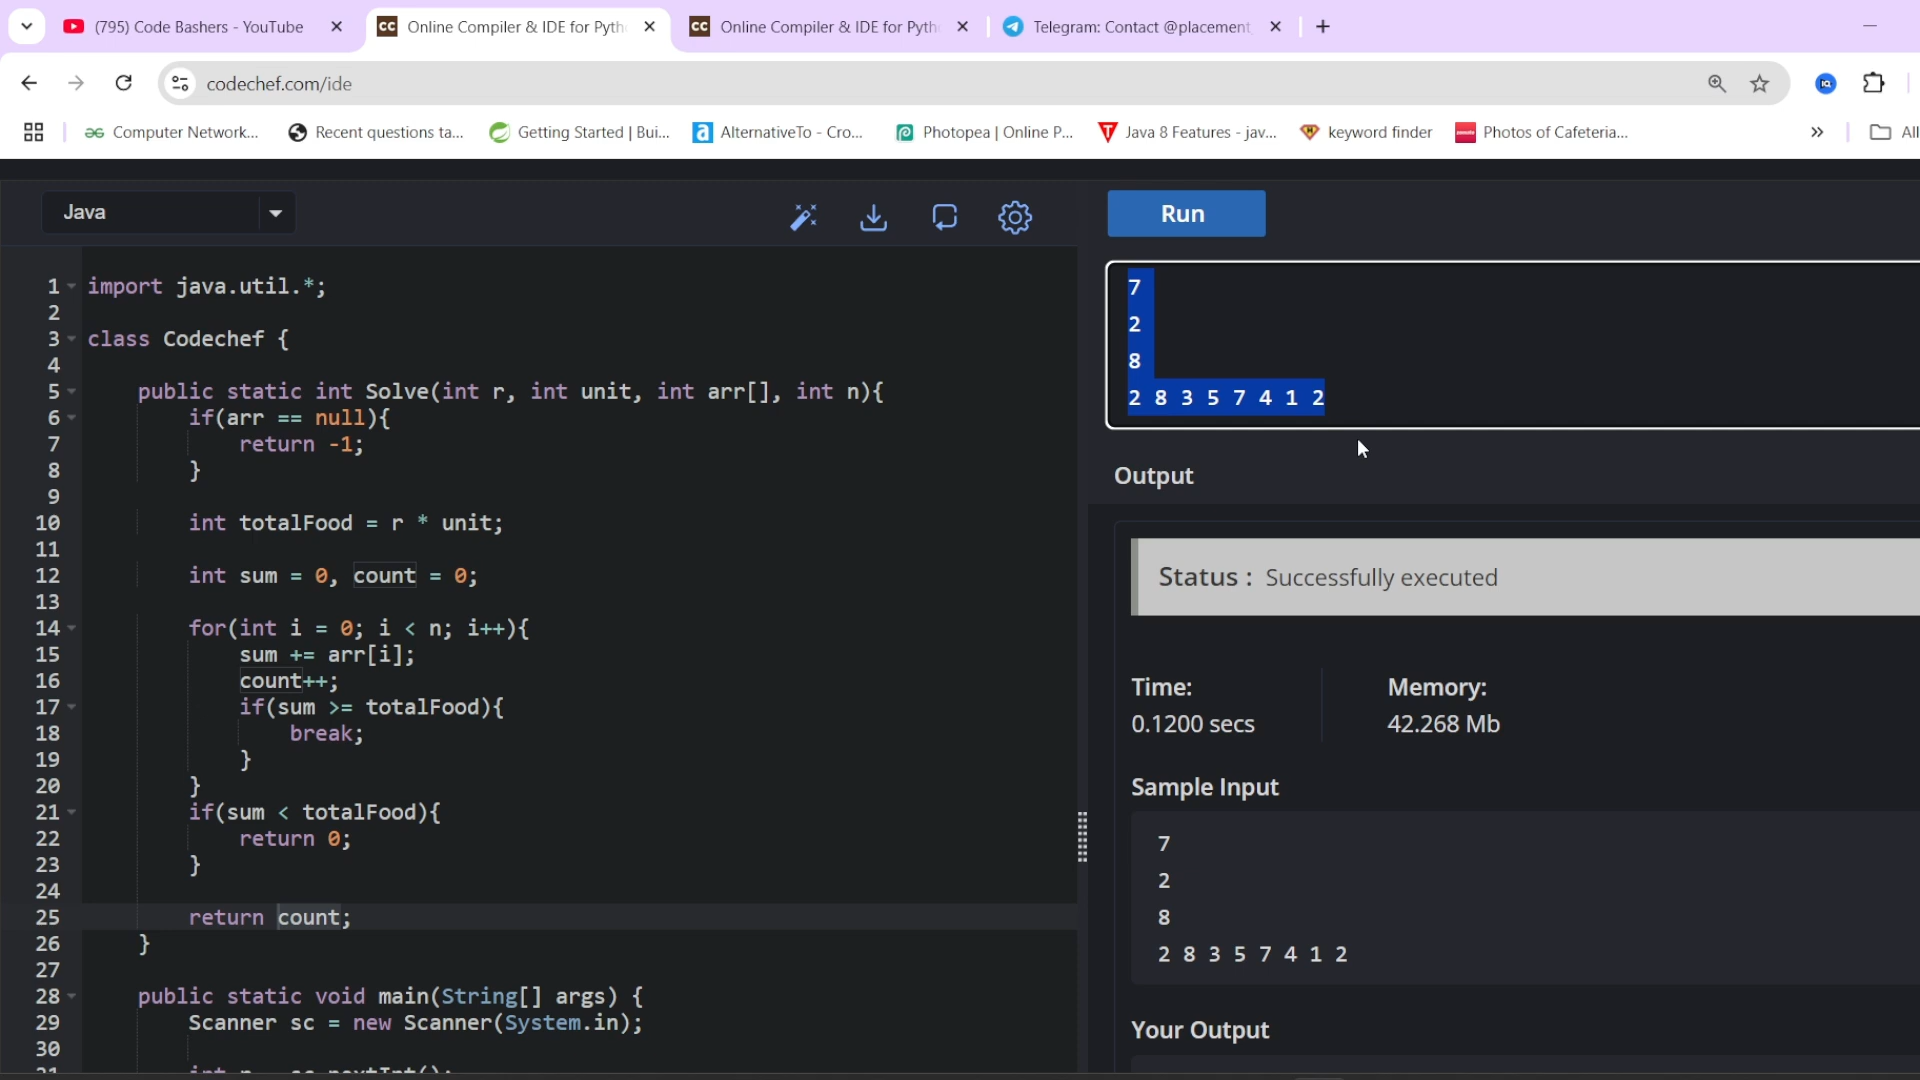 (795) Code Bashers - YouTube
Online Compiler & IDE for Pyth
Online Compiler & IDE for Pyth
Telegram: Contact @placement
codechef.com/ide
Computer Network...
Recent questions ta...
Getting Started | Bui...
AlternativeTo - Cro...
Photopea | Online P...
Java 8 Features - jav...
keyword finder
Photos of Cafeteria...
All
Java
Run
1 import java.util.*;
2
3 class Codechef {
4
5 public static int Solve(int r, int unit, int arr[], int n){
6 if(arr == null){
7 return -1;
8 }
9
10 int totalFood = r * unit;
11
12 int sum = 0, count = 0;
13
14 for(int i = 0; i < n; i++){
15 sum += arr[i];
16 count++;
17 if(sum >= totalFood){
18 break;
19 }
20 }
21 if(sum < totalFood){
22 return 0;
23 }
24
25 return count;
26 }
27
28 public static void main(String[] args) {
29 Scanner sc = new Scanner(System.in);
30
7
2
8
2 8 3 5 7 4 1 2
Output
Status : Successfully executed
Time:
0.1200 secs
Memory:
42.268 Mb
Sample Input
7
2
8
2 8 3 5 7 4 1 2
Your Output